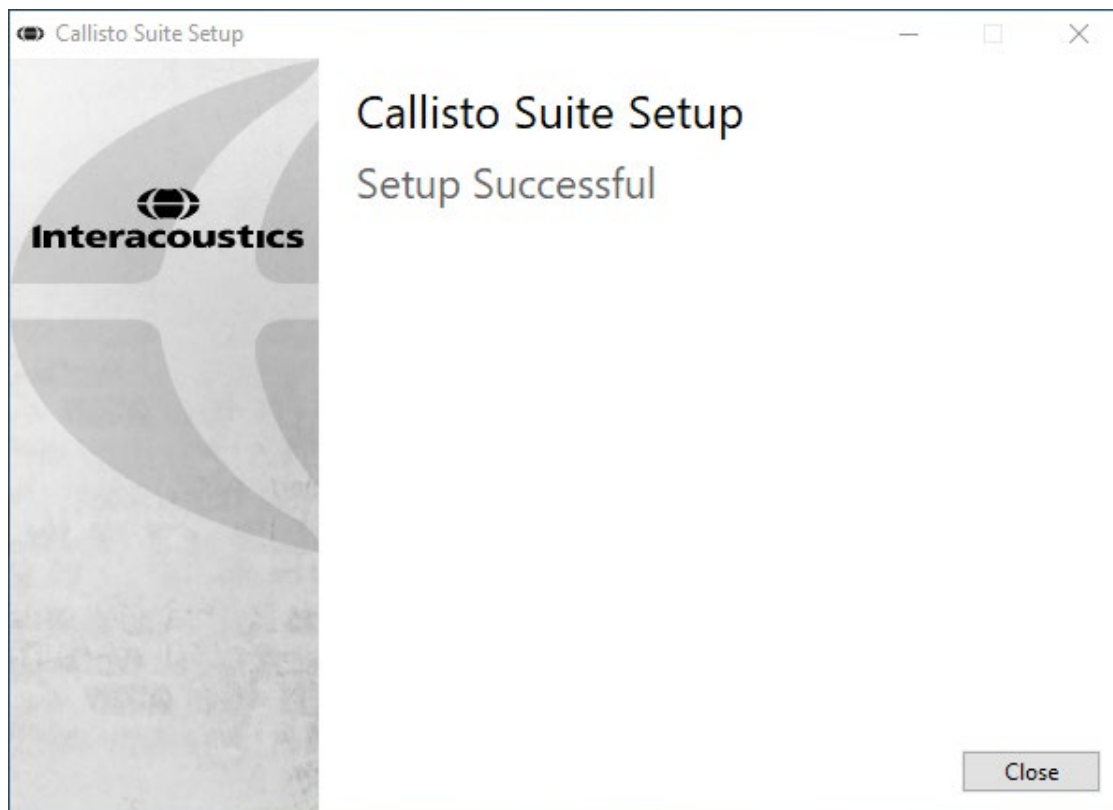 Callisto Suite Setup
Callisto Suite Setup
Setup Successful
Interacoustics
Close